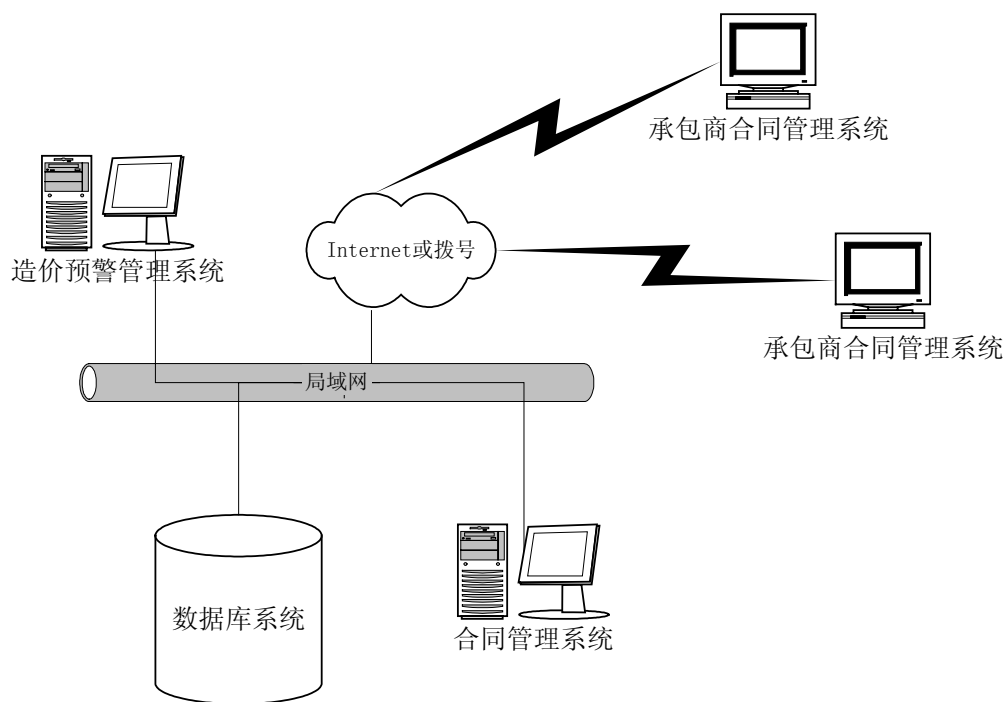 承包商合同管理系统
Internet或拨号
造价预警管理系统
承包商合同管理系统
局域网
数据库系统
合同管理系统